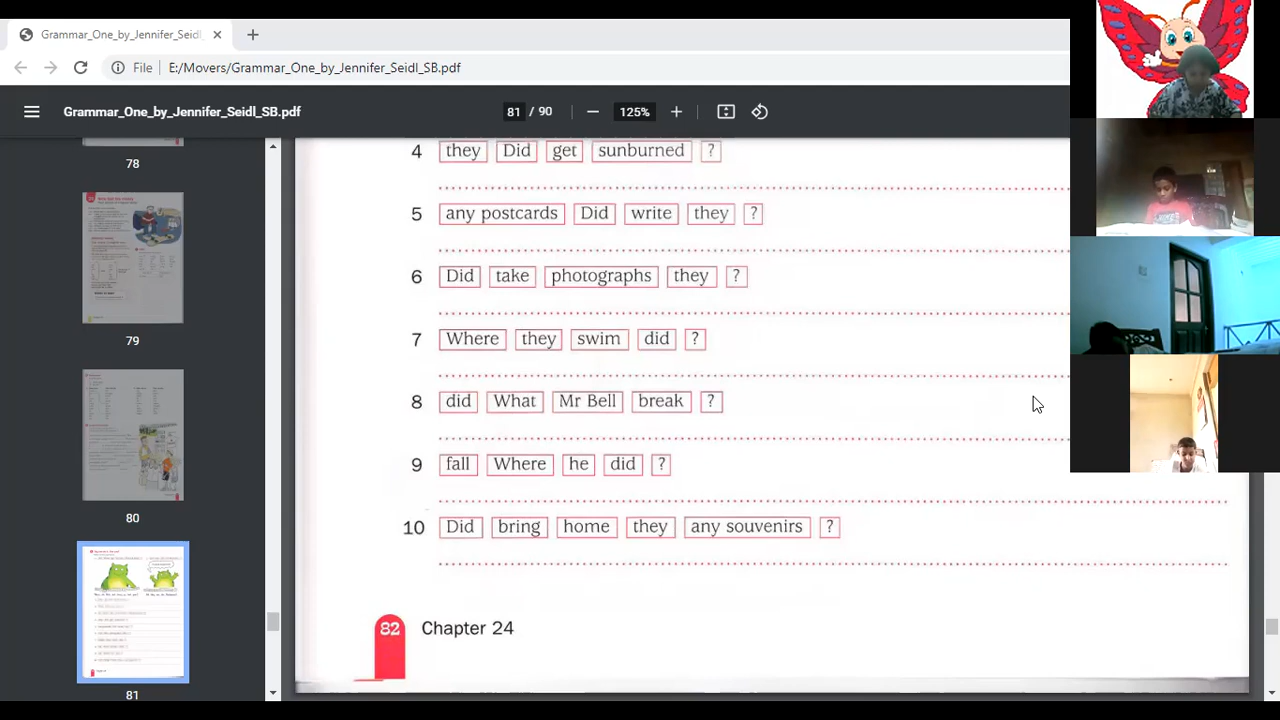 Grammar_One_by_Jennifer_Seidl_
File E:/Movers/Grammar_One_by_Jennifer_Seidl_SB.pdf
Grammar_One_by_Jennifer_Seidl_SB.pdf 81 / 90 125%
78
79
80
81
4 they Did get sunburned ?
5 any postcards Did write they ?
6 Did take photographs they ?
7 Where they swim did ?
8 did What Mr Bell break ?
9 fall Where he did ?
10 Did bring home they any souvenirs ?
82 Chapter 24